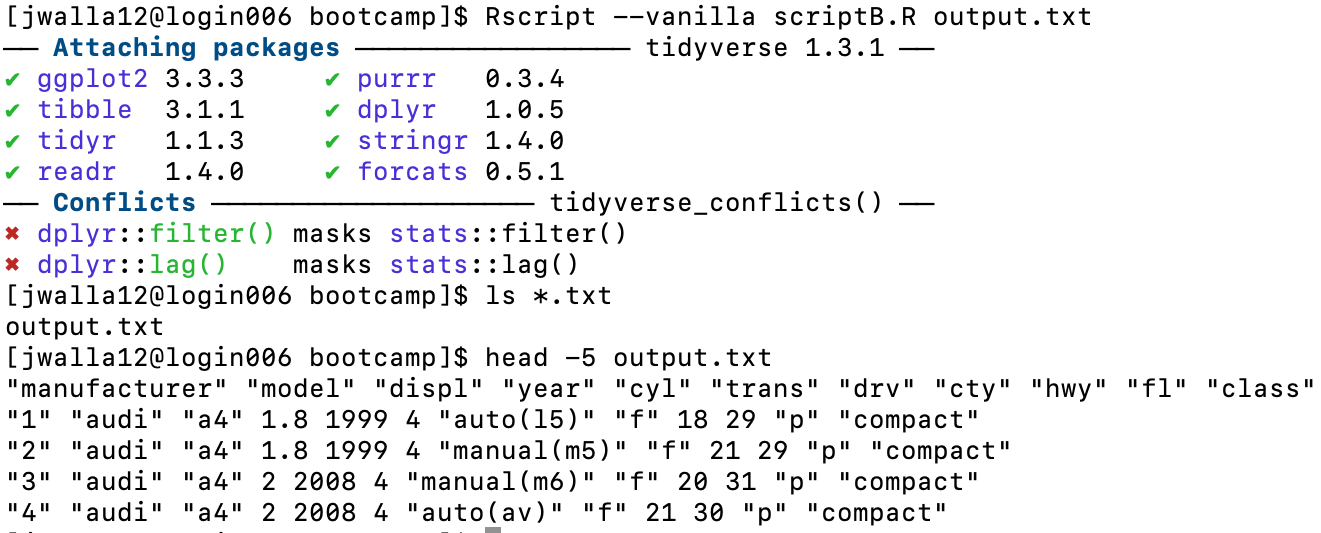 [jwalla12@login006 bootcamp]$ Rscript --vanilla scriptB.R output.txt
── Attaching packages ───────────────── tidyverse 1.3.1 ──
✔ ggplot2 3.3.3     ✔ purrr   0.3.4
✔ tibble  3.1.1     ✔ dplyr   1.0.5
✔ tidyr   1.1.3     ✔ stringr 1.4.0
✔ readr   1.4.0     ✔ forcats 0.5.1
── Conflicts ──────────────────── tidyverse_conflicts() ──
✖ dplyr::filter() masks stats::filter()
✖ dplyr::lag()    masks stats::lag()
[jwalla12@login006 bootcamp]$ ls *.txt
output.txt
[jwalla12@login006 bootcamp]$ head -5 output.txt
"manufacturer" "model" "displ" "year" "cyl" "trans" "drv" "cty" "hwy" "fl" "class"
"1" "audi" "a4" 1.8 1999 4 "auto(l5)" "f" 18 29 "p" "compact"
"2" "audi" "a4" 1.8 1999 4 "manual(m5)" "f" 21 29 "p" "compact"
"3" "audi" "a4" 2 2008 4 "manual(m6)" "f" 20 31 "p" "compact"
"4" "audi" "a4" 2 2008 4 "auto(av)" "f" 21 30 "p" "compact"